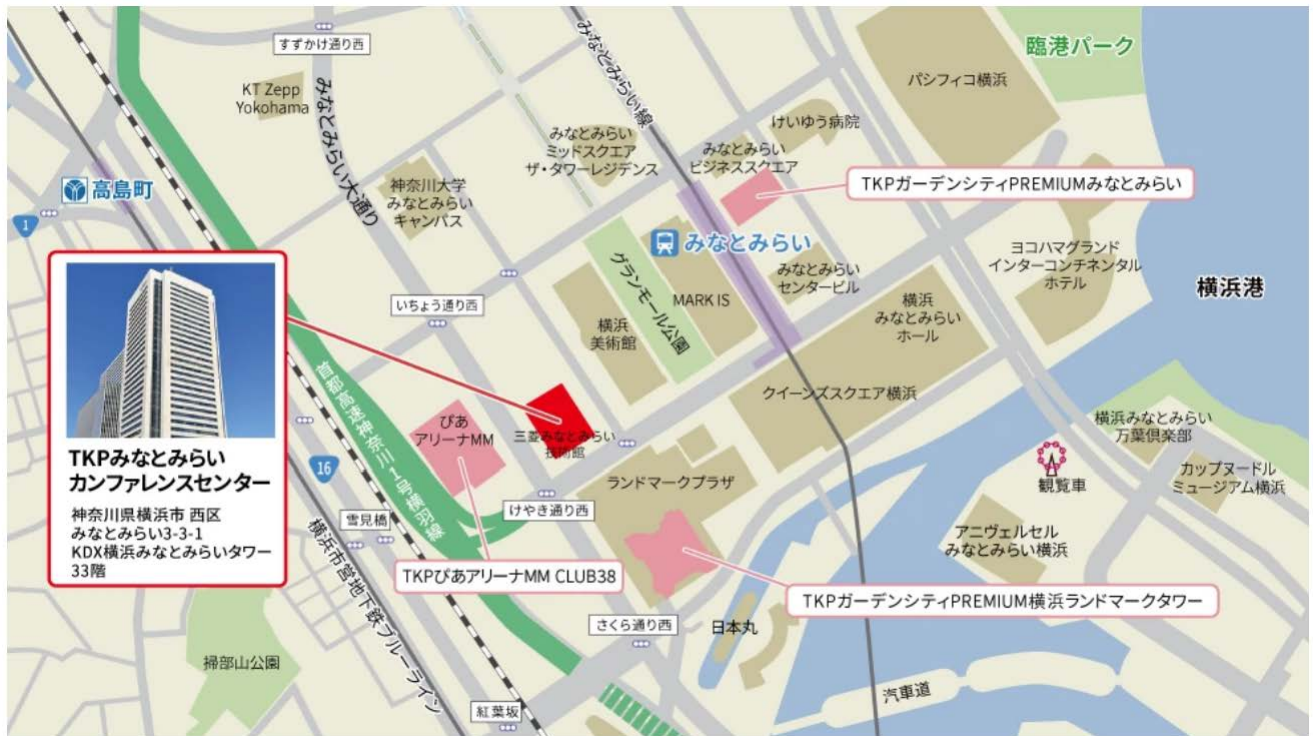 すずかけ通り西
KT Zepp
Yokohama
みなとみらい大通り
みなとみらい線
臨港パーク
パシフィコ横浜
けいゆう病院
みなとみらい
ミッドスクエア
ザ・タワーレジデンス
みなとみらい
ビジネススクエア
TKPガーデンシティPREMIUMみなとみらい
高島町
1
神奈川大学
みなとみらい
キャンパス
みなとみらい
グランモール公園
MARK IS
みなとみらい
センタービル
ヨコハマグランド
インターコンチネンタル
ホテル
横浜港
いちょう通り西
横浜
美術館
横浜
みなとみらい
ホール
クイーンズスクエア横浜
首都高速神奈川1号横羽線
ぴあ
アリーナMM
三菱みなとみらい
技術館
横浜みなとみらい
万葉倶楽部
観覧車
カップヌードル
ミュージアム横浜
TKPみなとみらい
カンファレンスセンター
神奈川県横浜市 西区
みなとみらい3-3-1
KDX横浜みなとみらいタワー
33階
16
ランドマークプラザ
けやき通り西
雪見橋
アニヴェルセル
みなとみらい横浜
横浜市営地下鉄ブルーライン
TKPぴあアリーナMM CLUB38
TKPガーデンシティPREMIUM横浜ランドマークタワー
さくら通り西
日本丸
掃部山公園
汽車道
紅葉坂